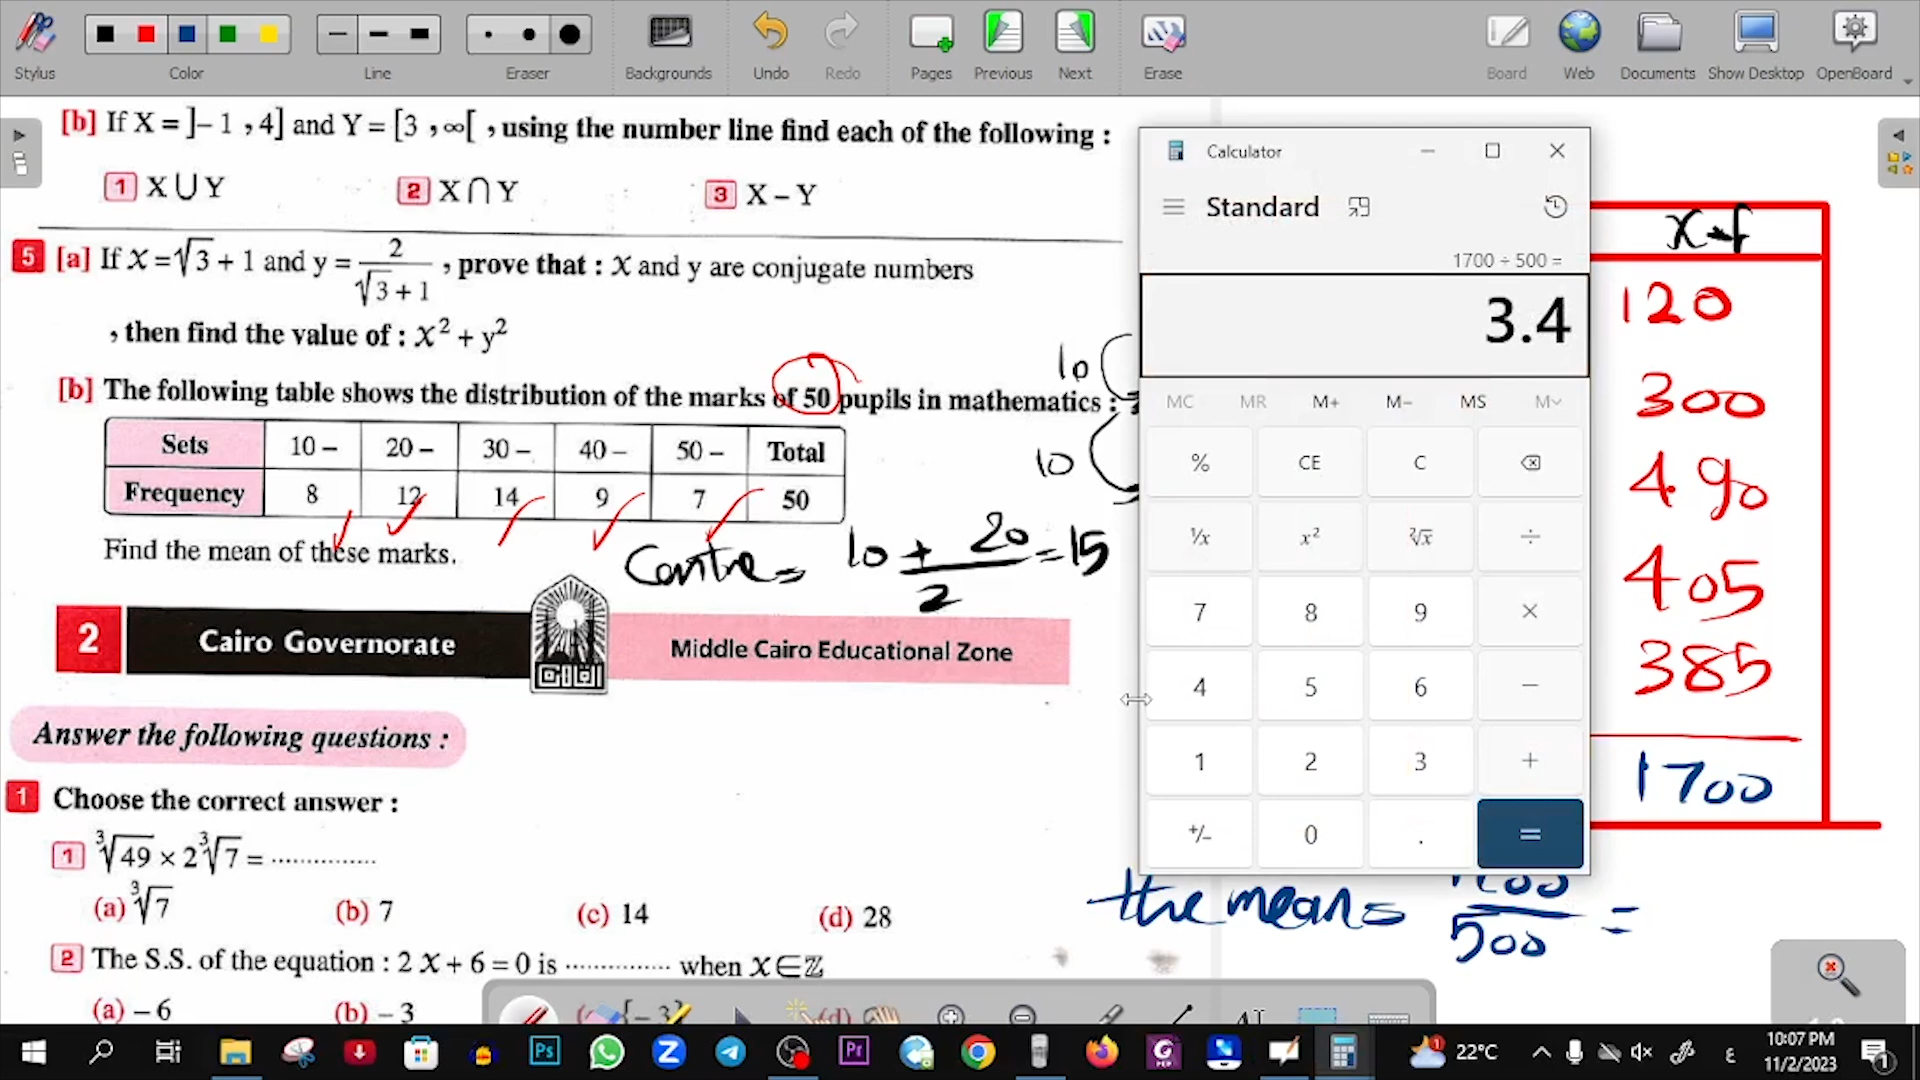 Stylus
Color
Line
Eraser
Backgrounds
Undo
Redo
Pages
Previous
Next
Erase
Board
Web
Documents
Show Desktop
OpenBoard
[b] If X = ]– 1 , 4] and Y = [3 , ∞[ , using the number line find each of the following :
1 X ∪ Y
2 X ∩ Y
3 X – Y
5 [a] If X = √3 + 1 and y = 2/(√3 + 1) , prove that : X and y are conjugate numbers
, then find the value of : X² + y²
[b] The following table shows the distribution of the marks of 50 pupils in mathematics :
Sets 10 – 20 – 30 – 40 – 50 – Total
Frequency 8 12 14 9 7 50
Find the mean of these marks.
Centre = (10 + 20)/2 = 15
10
10
2 Cairo Governorate
Middle Cairo Educational Zone
Answer the following questions :
1 Choose the correct answer :
1 ∛49 × 2∛7 = ...............
(a) ∛7 (b) 7 (c) 14 (d) 28
2 The S.S. of the equation : 2 X + 6 = 0 is ............... when X ∈ ℤ
(a) – 6 (b) – 3 {– 3} (d)
Calculator
Standard
1700 ÷ 500 =
3.4
MC MR M+ M− MS M˅
% CE C
¹/x x² ²√x ÷
7 8 9 ×
4 5 6 −
1 2 3 +
+/− 0 . =
x-f
120
300
490
405
385
1700
the mean = 1700/500 =
22°C
ع
10:07 PM
11/2/2023